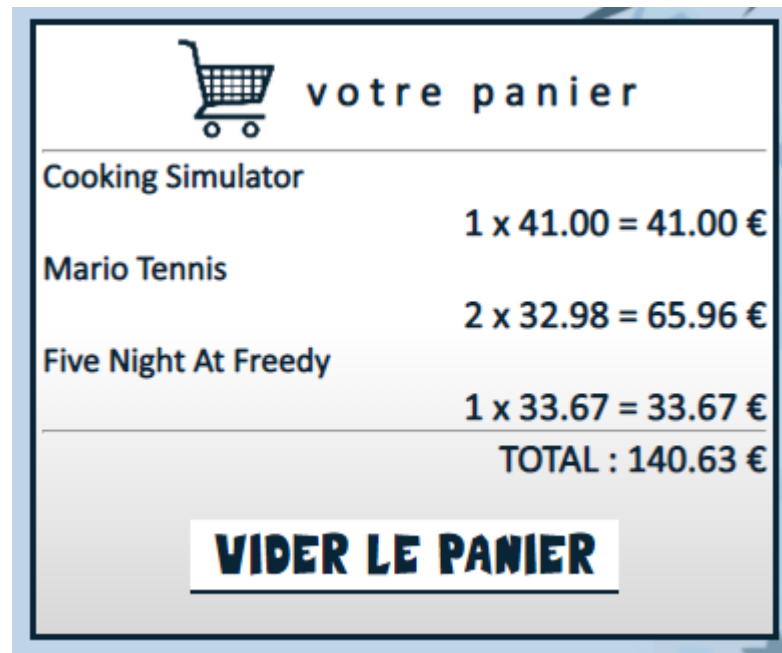 votre panier
Cooking Simulator
1 x 41.00 = 41.00 €
Mario Tennis
2 x 32.98 = 65.96 €
Five Night At Freedy
1 x 33.67 = 33.67 €
TOTAL : 140.63 €
VIDER LE PANIER